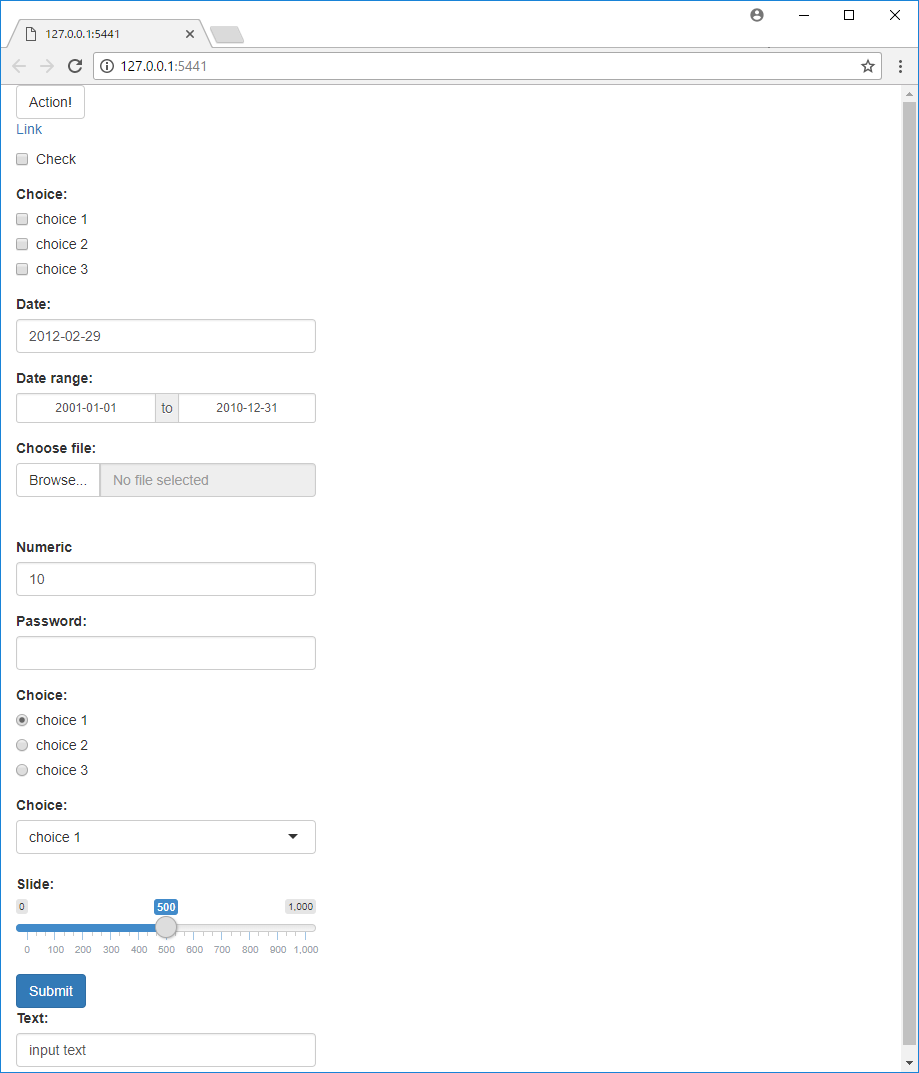 127.0.0.1:5441
127.0.0.1:5441
Action!
Link
Check
Choice:
choice 1
choice 2
choice 3
Date:
2012-02-29
Date range:
2001-01-01 to 2010-12-31
Choose file:
Browse... No file selected
Numeric
10
Password:
Choice:
choice 1
choice 2
choice 3
Choice:
choice 1
Slide:
0 500 1,000
0 100 200 300 400 500 600 700 800 900 1,000
Submit
Text:
input text